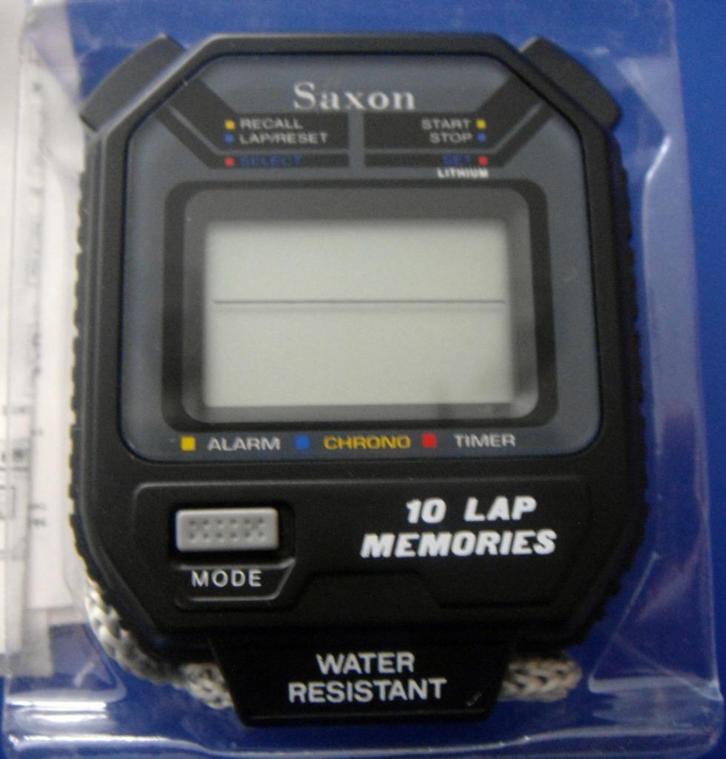 Saxon
RECALL START
LAP/RESET STOP
SELECT SET
LITHIUM
ALARM CHRONO TIMER
10 LAP
MEMORIES
MODE
WATER
RESISTANT